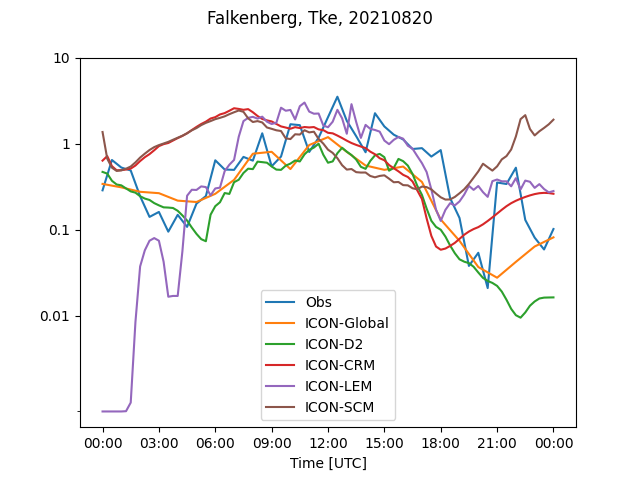 Falkenberg, Tke, 20210820
10
1
0.1
0.01
Obs
ICON-Global
ICON-D2
ICON-CRM
ICON-LEM
ICON-SCM
00:00 03:00 06:00 09:00 12:00 15:00 18:00 21:00 00:00
Time [UTC]